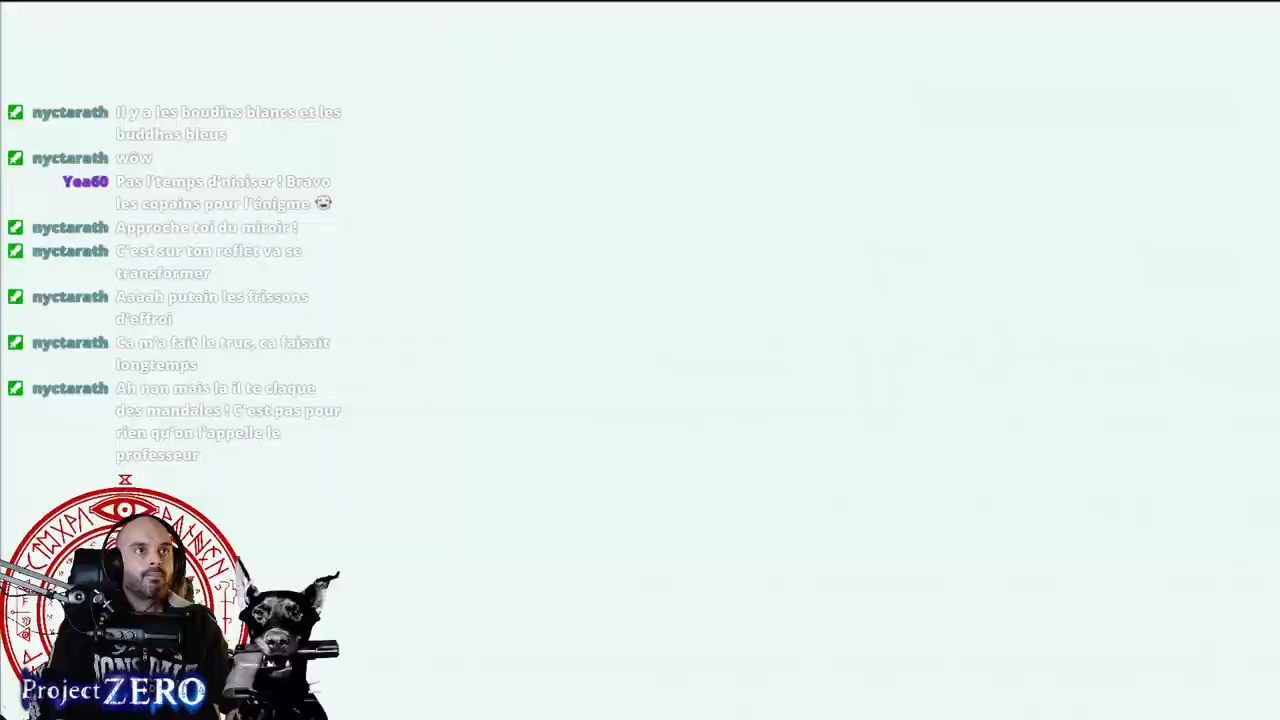 nyctarath Il y a les boudins blancs et les
buddhas bleus
nyctarath wôw
Yea60 Pas l'temps d'niaiser ! Bravo
les copains pour l'énigme
nyctarath Approche toi du miroir !
nyctarath C'est sur ton reflet va se
transformer
nyctarath Aaaah putain les frissons
d'effroi
nyctarath Ca m'a fait le truc, ca faisait
longtemps
nyctarath Ah nan mais la il te claque
des mandales ! C'est pas pour
rien qu'on l'appelle le
professeur
Project ZERO